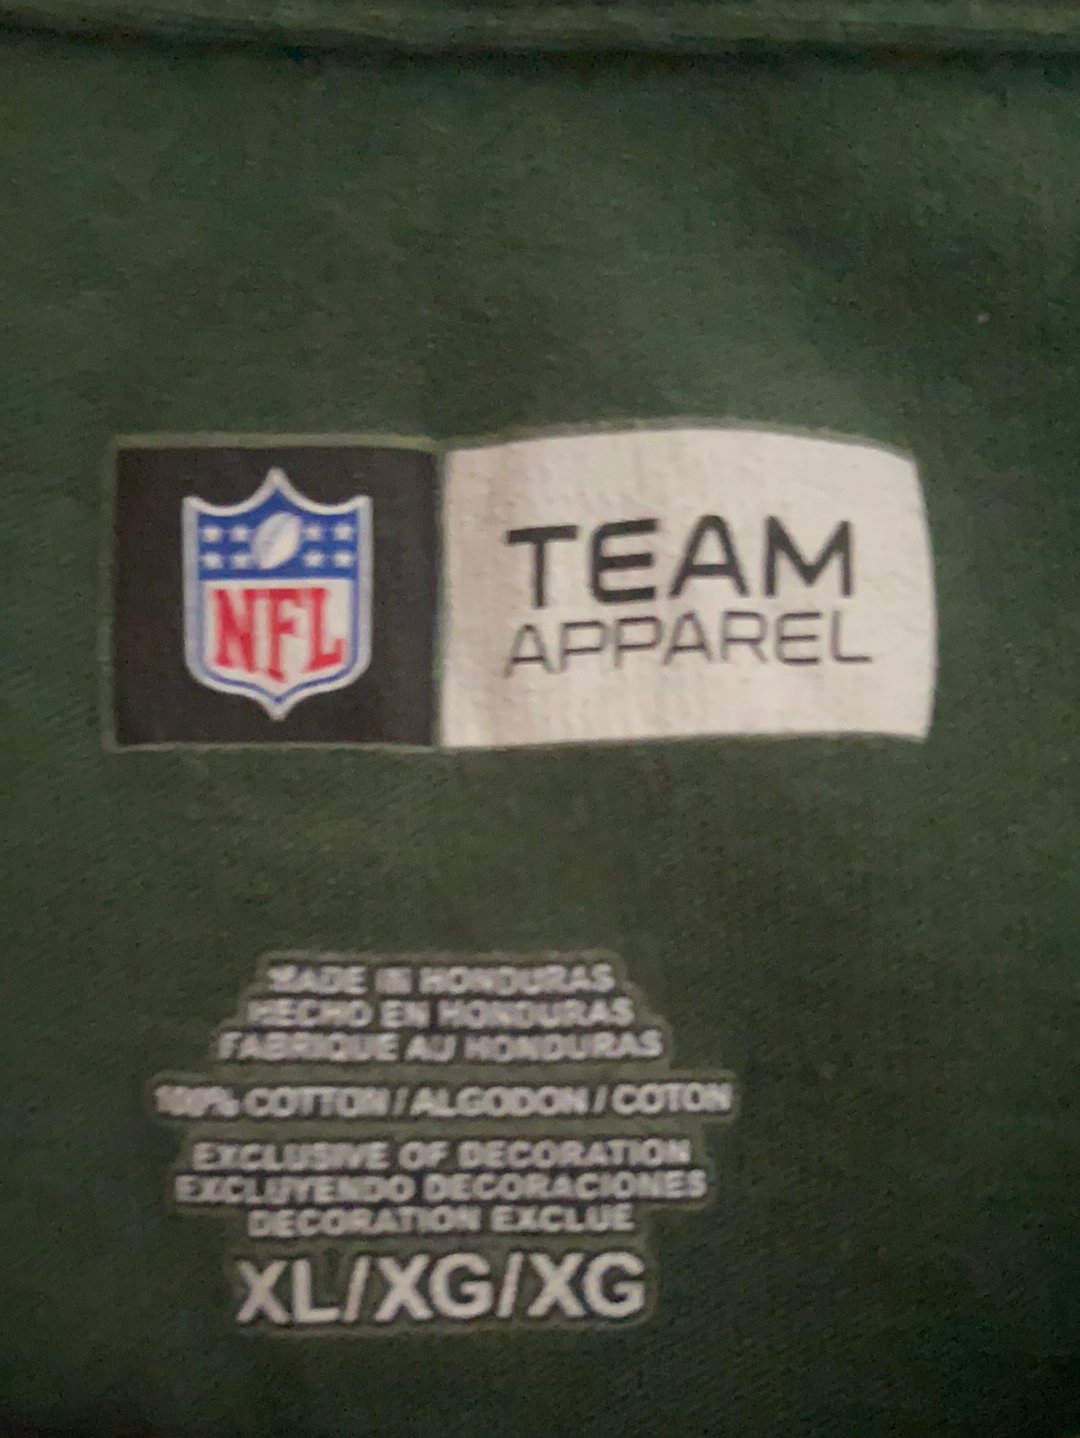 NFL
TEAM
APPAREL
MADE IN HONDURAS
HECHO EN HONDURAS
FABRIQUE AU HONDURAS
100% COTTON / ALGODON / COTON
EXCLUSIVE OF DECORATION
EXCLUYENDO DECORACIONES
DECORATION EXCLUE
XL/XG/XG